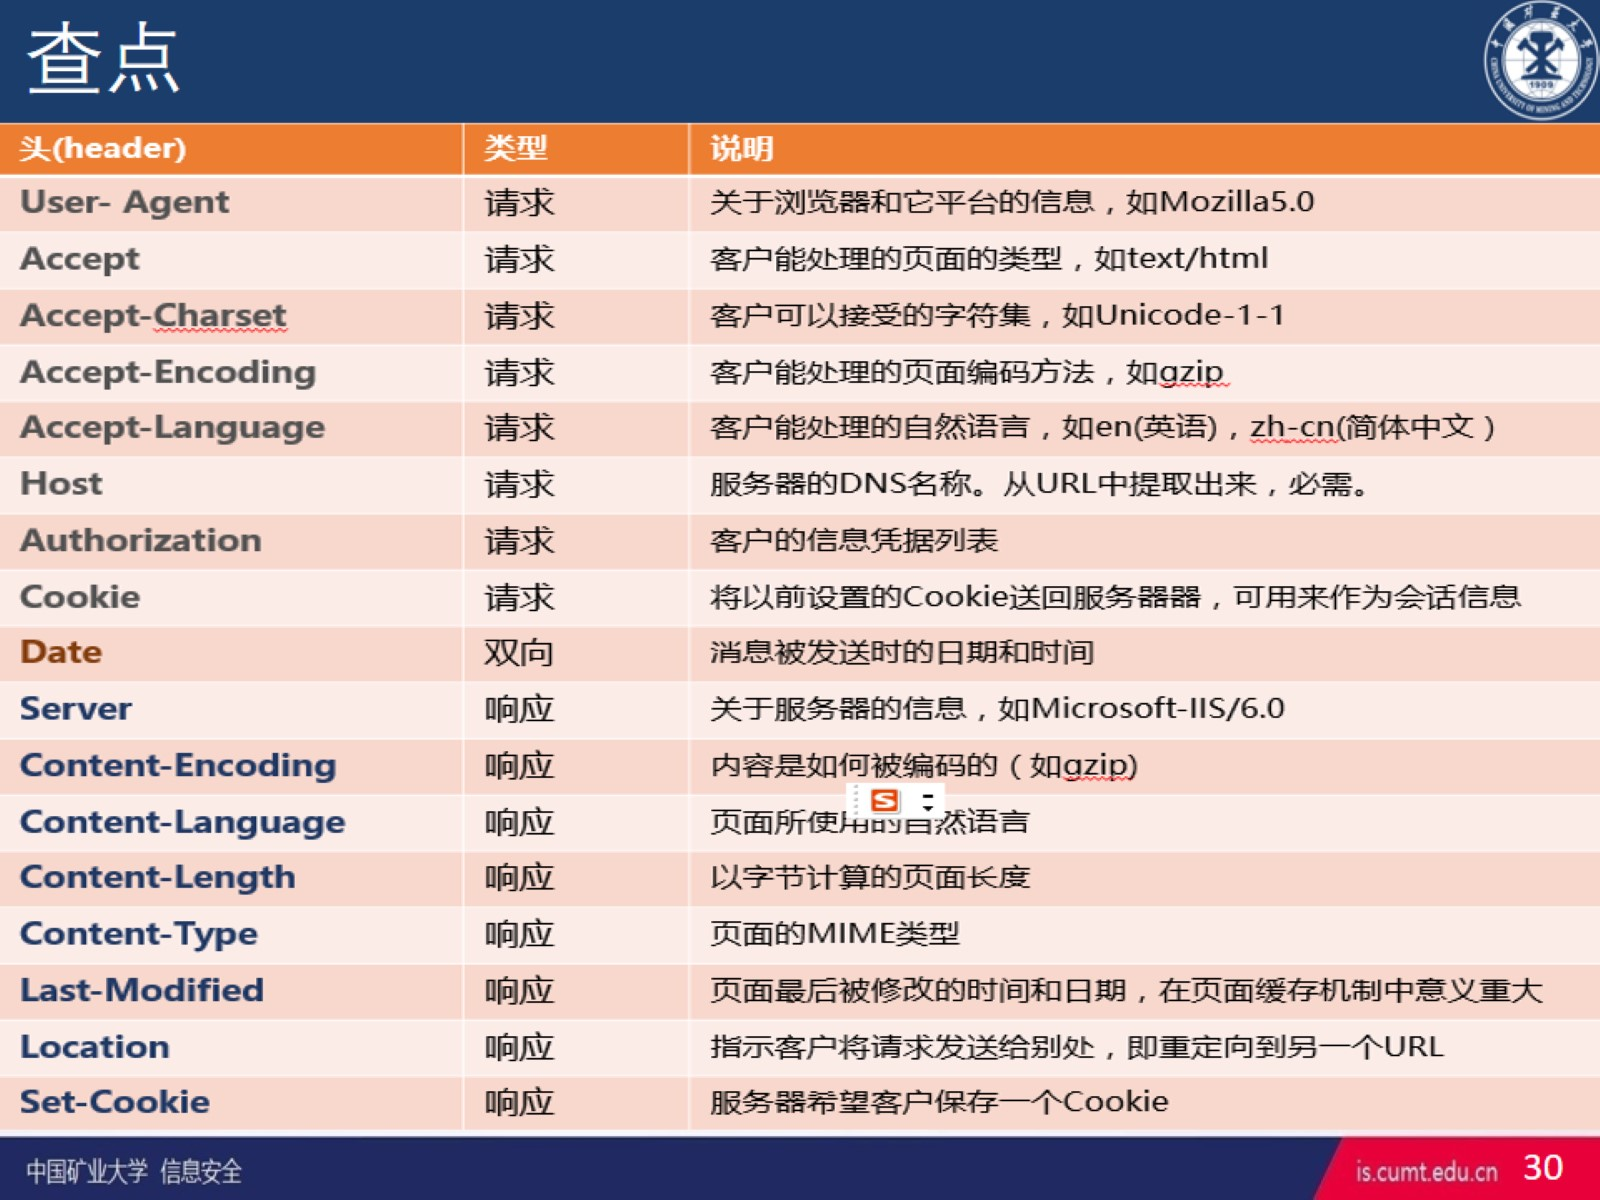 查点
中国矿业大学
CHINA UNIVERSITY OF MINING AND TECHNOLOGY
1909
头(header) 类型 说明
User- Agent 请求 关于浏览器和它平台的信息，如Mozilla5.0
Accept 请求 客户能处理的页面的类型，如text/html
Accept-Charset 请求 客户可以接受的字符集，如Unicode-1-1
Accept-Encoding 请求 客户能处理的页面编码方法，如gzip
Accept-Language 请求 客户能处理的自然语言，如en(英语)，zh-cn(简体中文）
Host 请求 服务器的DNS名称。从URL中提取出来，必需。
Authorization 请求 客户的信息凭据列表
Cookie 请求 将以前设置的Cookie送回服务器器，可用来作为会话信息
Date 双向 消息被发送时的日期和时间
Server 响应 关于服务器的信息，如Microsoft-IIS/6.0
Content-Encoding 响应 内容是如何被编码的（如gzip)
S
Content-Language 响应 页面所使用的自然语言
Content-Length 响应 以字节计算的页面长度
Content-Type 响应 页面的MIME类型
Last-Modified 响应 页面最后被修改的时间和日期，在页面缓存机制中意义重大
Location 响应 指示客户将请求发送给别处，即重定向到另一个URL
Set-Cookie 响应 服务器希望客户保存一个Cookie
中国矿业大学 信息安全
is.cumt.edu.cn 30